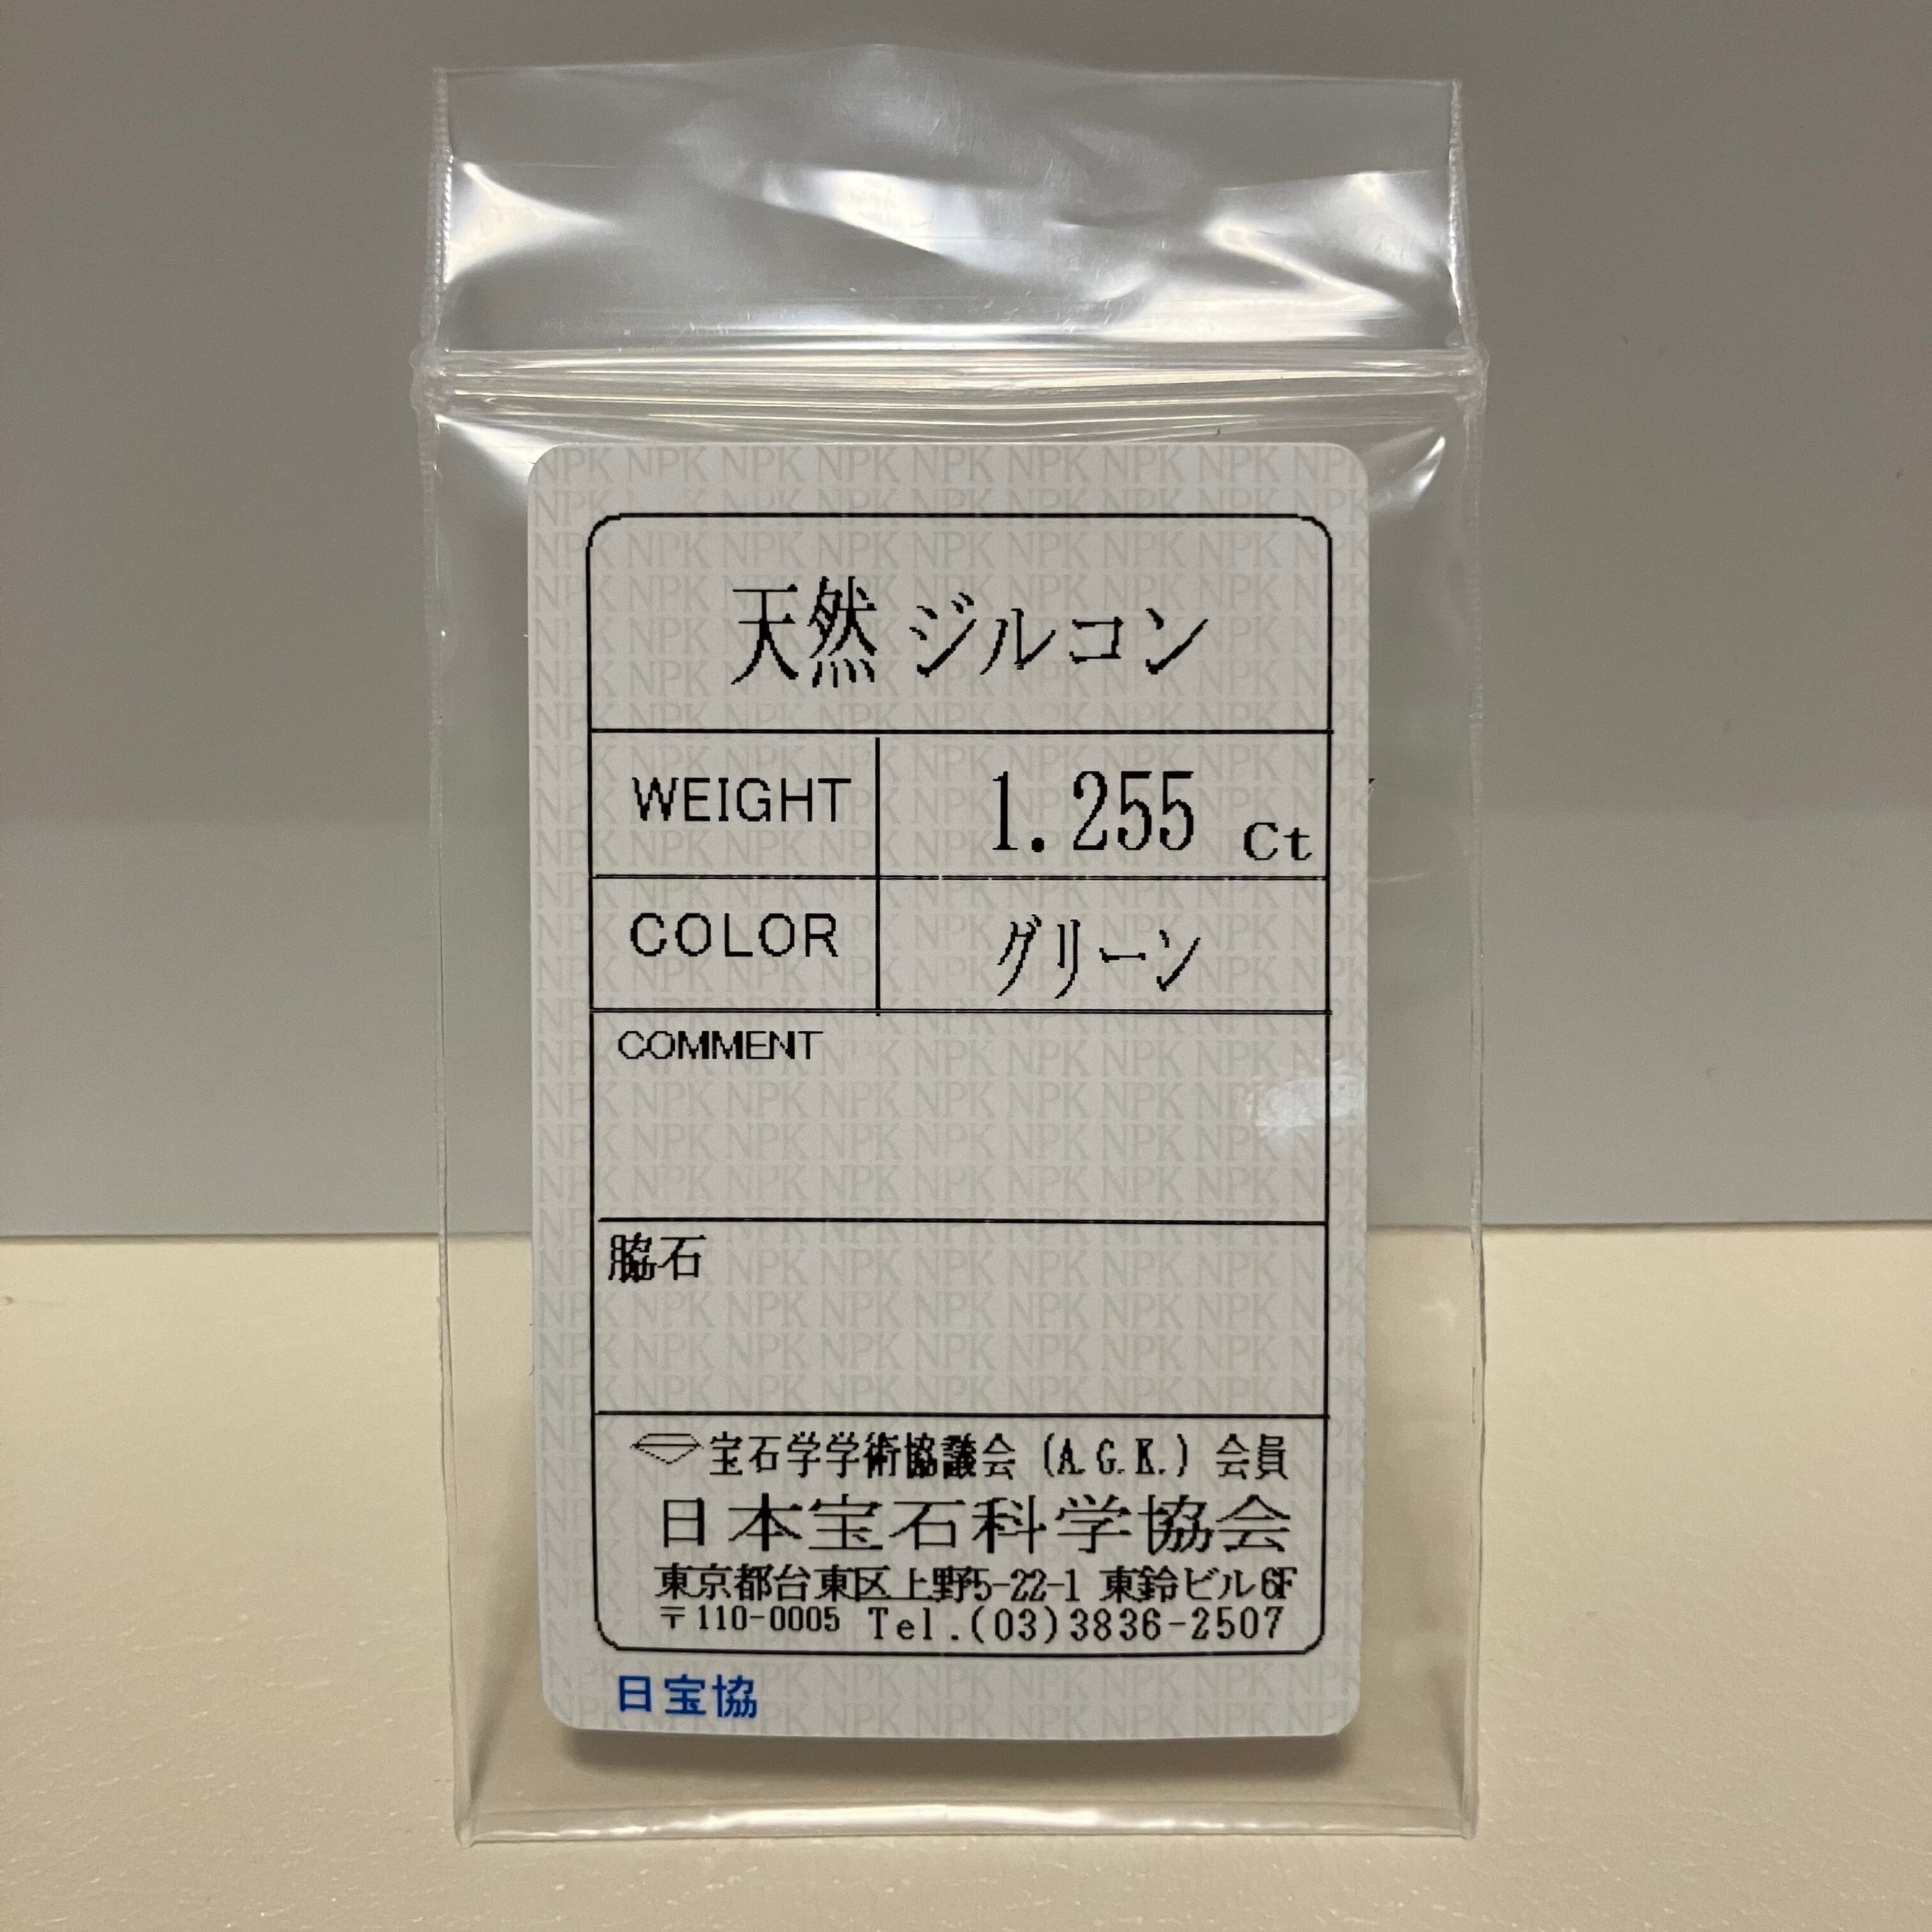 天然 ジルコン
WEIGHT 1.255 Ct
COLOR グリーン
COMMENT
脇石
宝石学学術協議会 (A.G.K.) 会員
日本宝石科学協会
東京都台東区上野5-22-1 東鈴ビル6F
〒110-0005 Tel.(03)3836-2507
日宝協